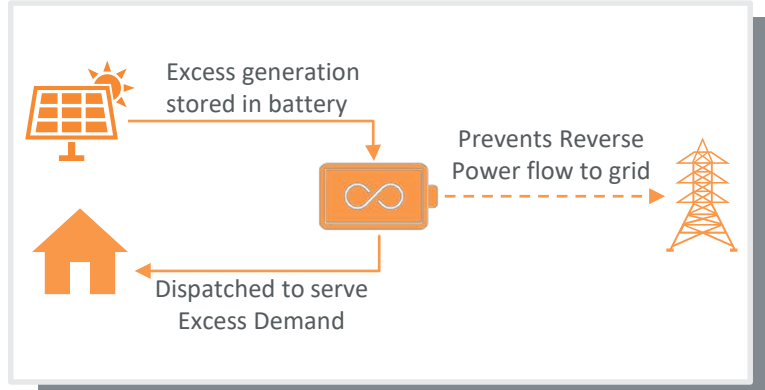 Excess generation
stored in battery
Prevents Reverse
Power flow to grid
Dispatched to serve
Excess Demand